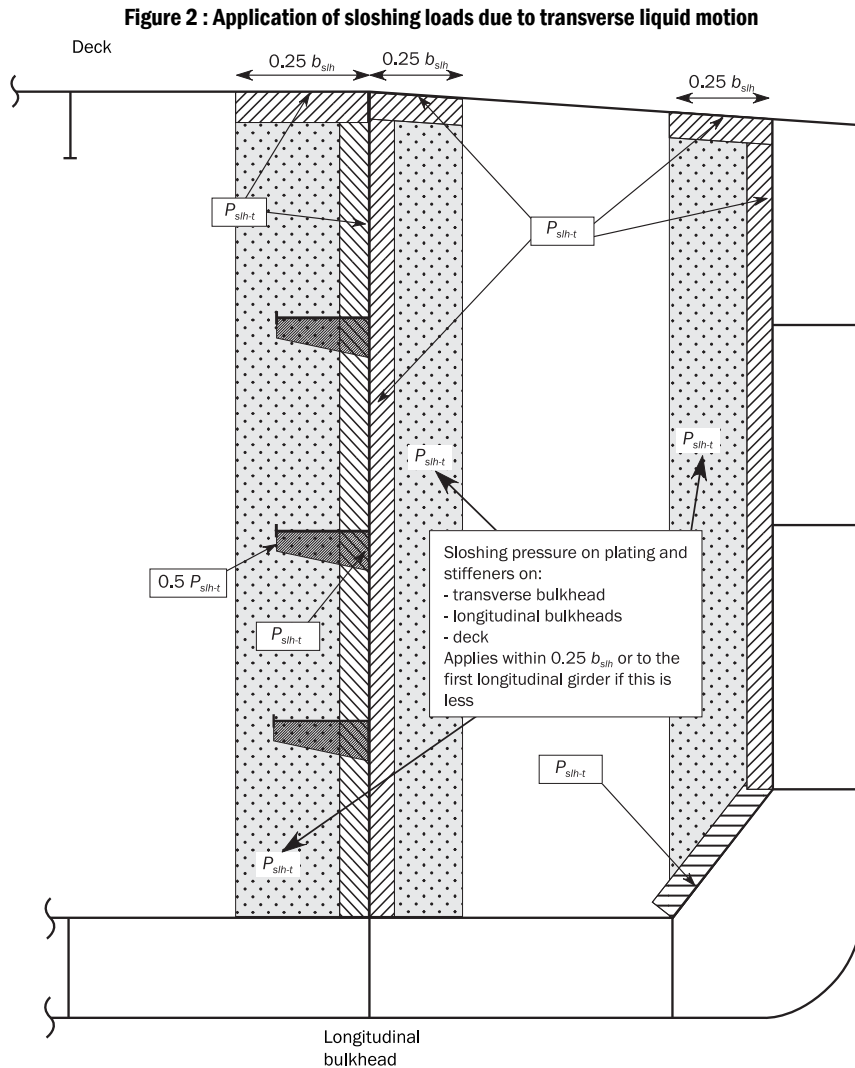 Figure 2 : Application of sloshing loads due to transverse liquid motion
Deck
0.25 bslh
0.25 bslh
0.25 bslh
Pslh-t
Pslh-t
Pslh-t
Pslh-t
0.5 Pslh-t
Pslh-t
Sloshing pressure on plating and
stiffeners on:
- transverse bulkhead
- longitudinal bulkheads
- deck
Applies within 0.25 bslh or to the
first longitudinal girder if this is
less
Pslh-t
Pslh-t
Longitudinal
bulkhead